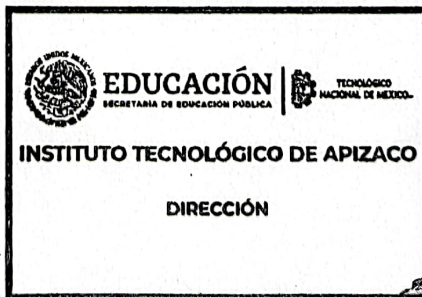 EDUCACIÓN
SECRETARÍA DE EDUCACIÓN PÚBLICA
TECNOLÓGICO
NACIONAL DE MÉXICO
INSTITUTO TECNOLÓGICO DE APIZACO
DIRECCIÓN